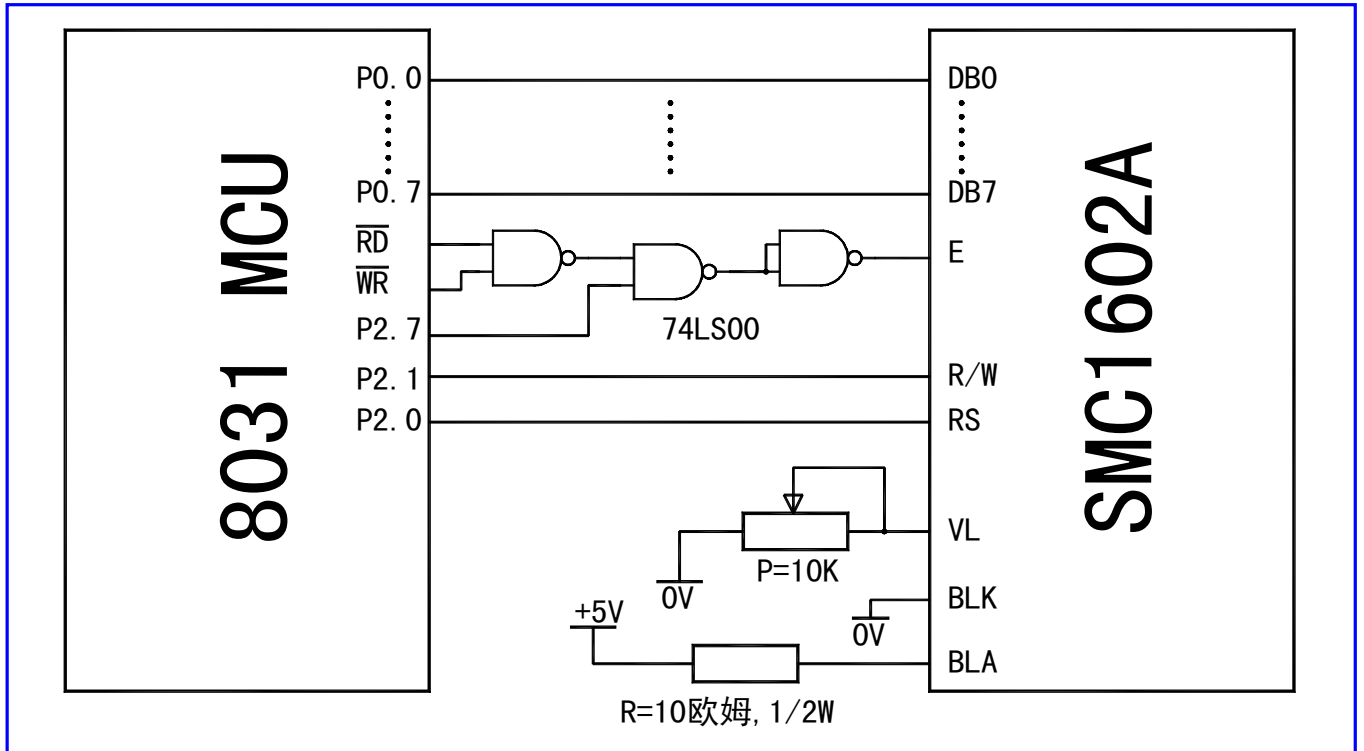 8031 MCU
P0.0
P0.7
RD
WR
P2.7
P2.1
P2.0
74LS00
DB0
DB7
E
R/W
RS
VL
BLK
BLA
SMC1602A
P=10K
0V
0V
+5V
R=10欧姆, 1/2W